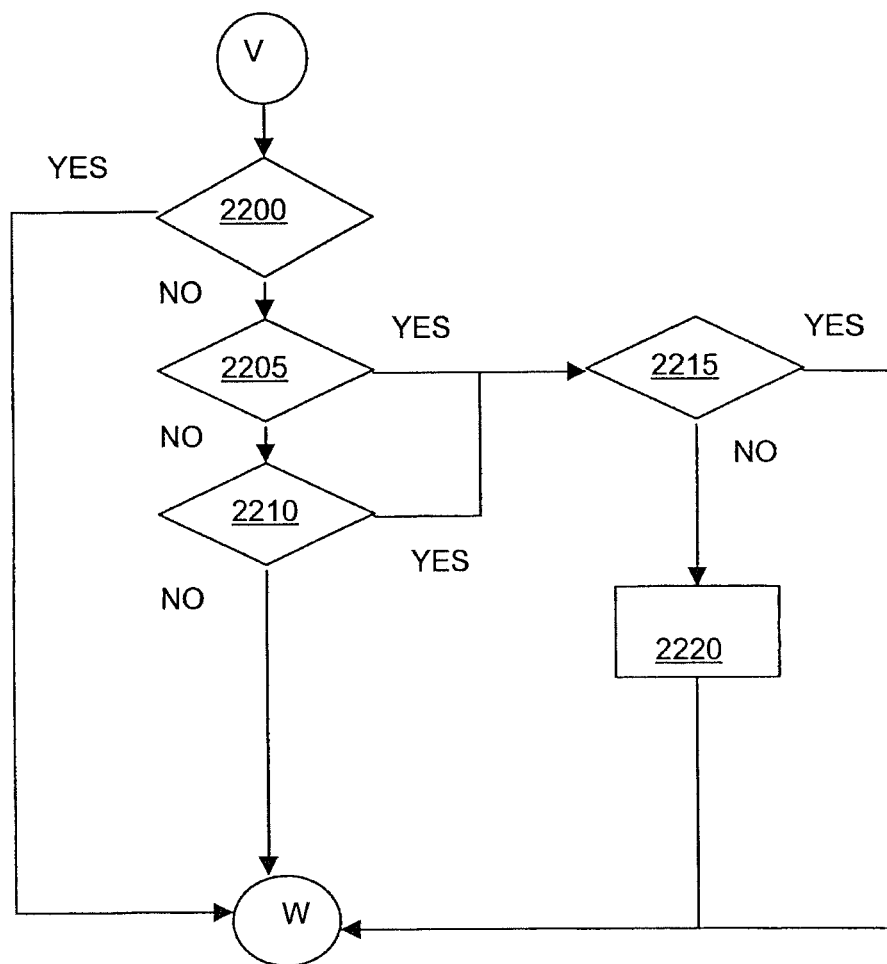 V
YES
2200
NO
YES
YES
2205
2215
NO
NO
2210
YES
NO
2220
W